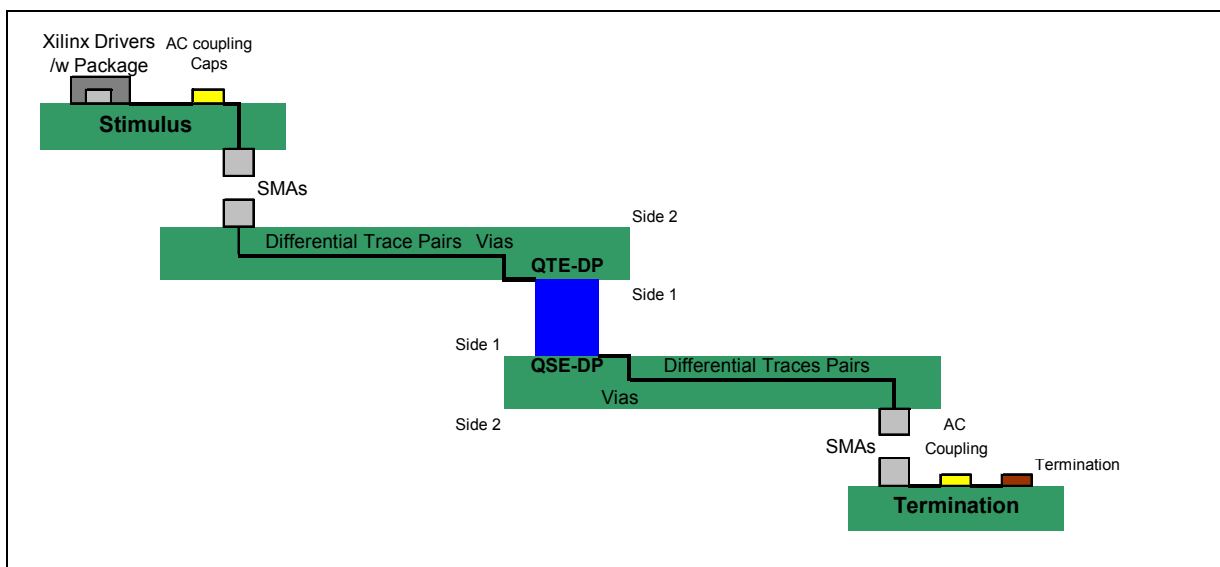 Xilinx Drivers
/w Package
AC coupling
Caps
Stimulus
SMAs
Side 2
Differential Trace Pairs Vias
QTE-DP
Side 1
Side 1
QSE-DP
Differential Traces Pairs
Vias
Side 2
SMAs
AC
Coupling
Termination
Termination